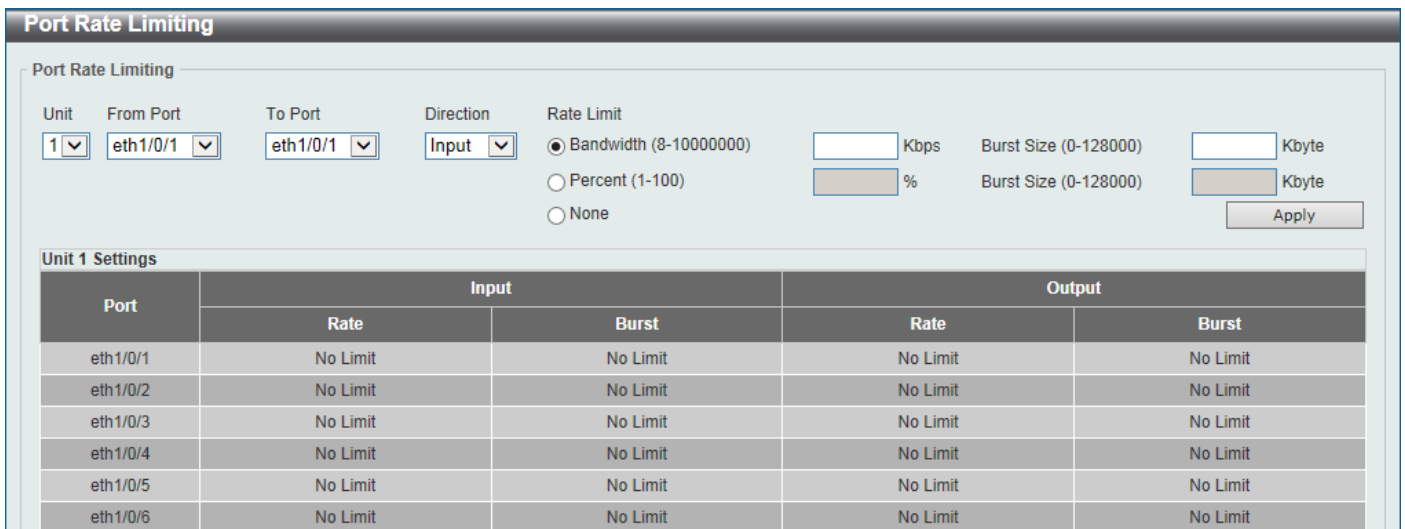 Port Rate Limiting
Port Rate Limiting
Unit From Port To Port Direction Rate Limit
1 eth1/0/1 eth1/0/1 Input Bandwidth (8-10000000) Kbps Burst Size (0-128000) Kbyte
Percent (1-100) % Burst Size (0-128000) Kbyte
None Apply
Unit 1 Settings
Port Input Output
Rate Burst Rate Burst
eth1/0/1 No Limit No Limit No Limit No Limit
eth1/0/2 No Limit No Limit No Limit No Limit
eth1/0/3 No Limit No Limit No Limit No Limit
eth1/0/4 No Limit No Limit No Limit No Limit
eth1/0/5 No Limit No Limit No Limit No Limit
eth1/0/6 No Limit No Limit No Limit No Limit